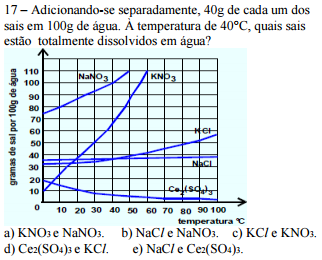 17 – Adicionando-se separadamente, 40g de cada um dos
sais em 100g de água. À temperatura de 40°C, quais sais
estão totalmente dissolvidos em água?
gramas de sal por 100g de água
110
100
90
80
70
60
50
40
30
20
10
0
NaNO3
KNO3
KCl
NaCl
Ce2(SO4)3
10 20 30 40 50 60 70 80 90 100
temperatura °C
a) KNO3 e NaNO3. b) NaCl e NaNO3. c) KCl e KNO3.
d) Ce2(SO4)3 e KCl. e) NaCl e Ce2(SO4)3.